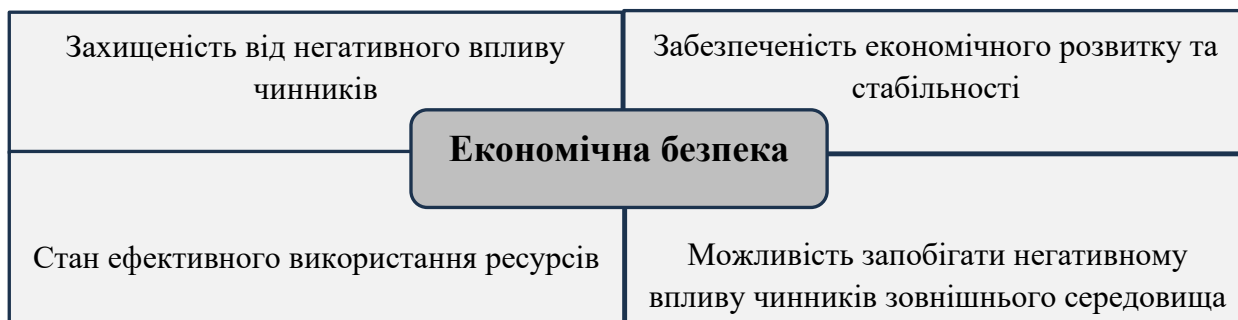 Захищеність від негативного впливу
чинників
Забезпеченість економічного розвитку та
стабільності
Економічна безпека
Стан ефективного використання ресурсів
Можливість запобігати негативному
впливу чинників зовнішнього середовища